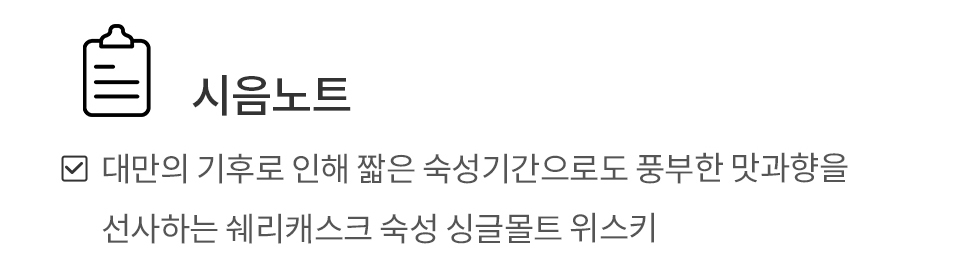 시음노트
대만의 기후로 인해 짧은 숙성기간으로도 풍부한 맛과향을
선사하는 쉐리캐스크 숙성 싱글몰트 위스키